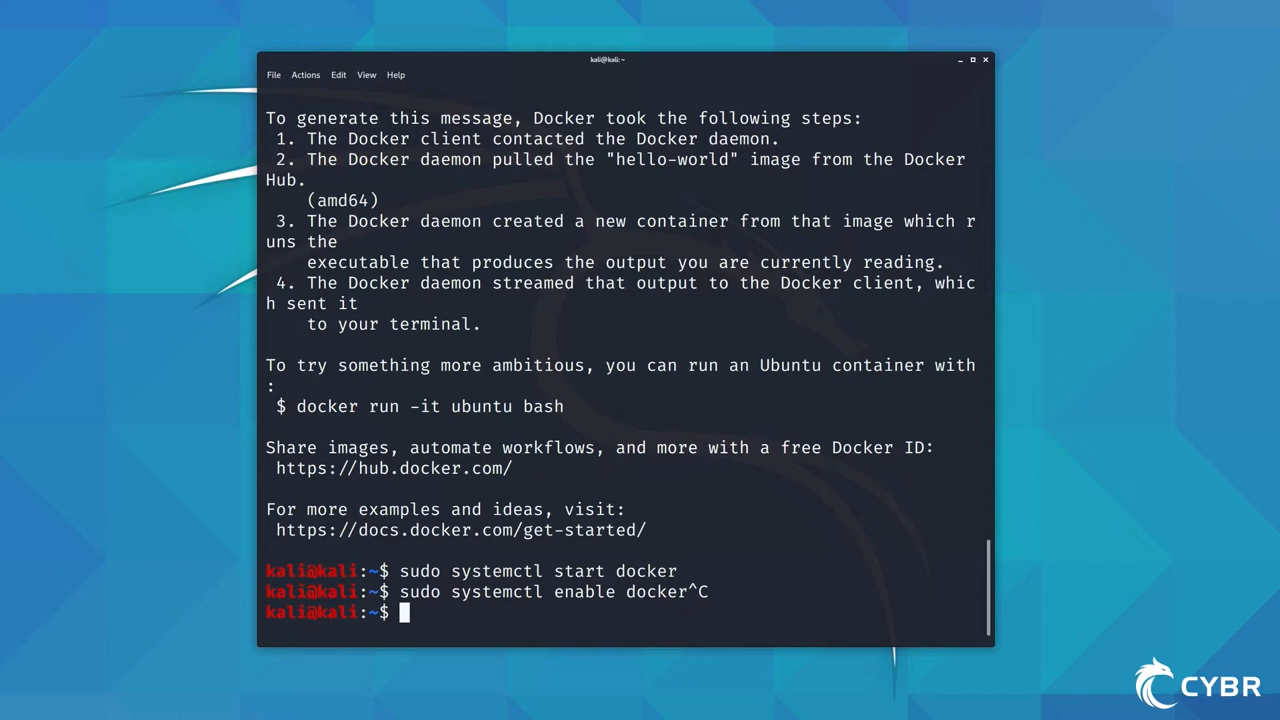 kali@kali: ~
File Actions Edit View Help
To generate this message, Docker took the following steps:
1. The Docker client contacted the Docker daemon.
2. The Docker daemon pulled the "hello-world" image from the Docker
Hub.
(amd64)
3. The Docker daemon created a new container from that image which r
uns the
executable that produces the output you are currently reading.
4. The Docker daemon streamed that output to the Docker client, whic
h sent it
to your terminal.
To try something more ambitious, you can run an Ubuntu container with
:
$ docker run -it ubuntu bash
Share images, automate workflows, and more with a free Docker ID:
https://hub.docker.com/
For more examples and ideas, visit:
https://docs.docker.com/get-started/
kali@kali:~$ sudo systemctl start docker
kali@kali:~$ sudo systemctl enable docker^C
kali@kali:~$
CYBR